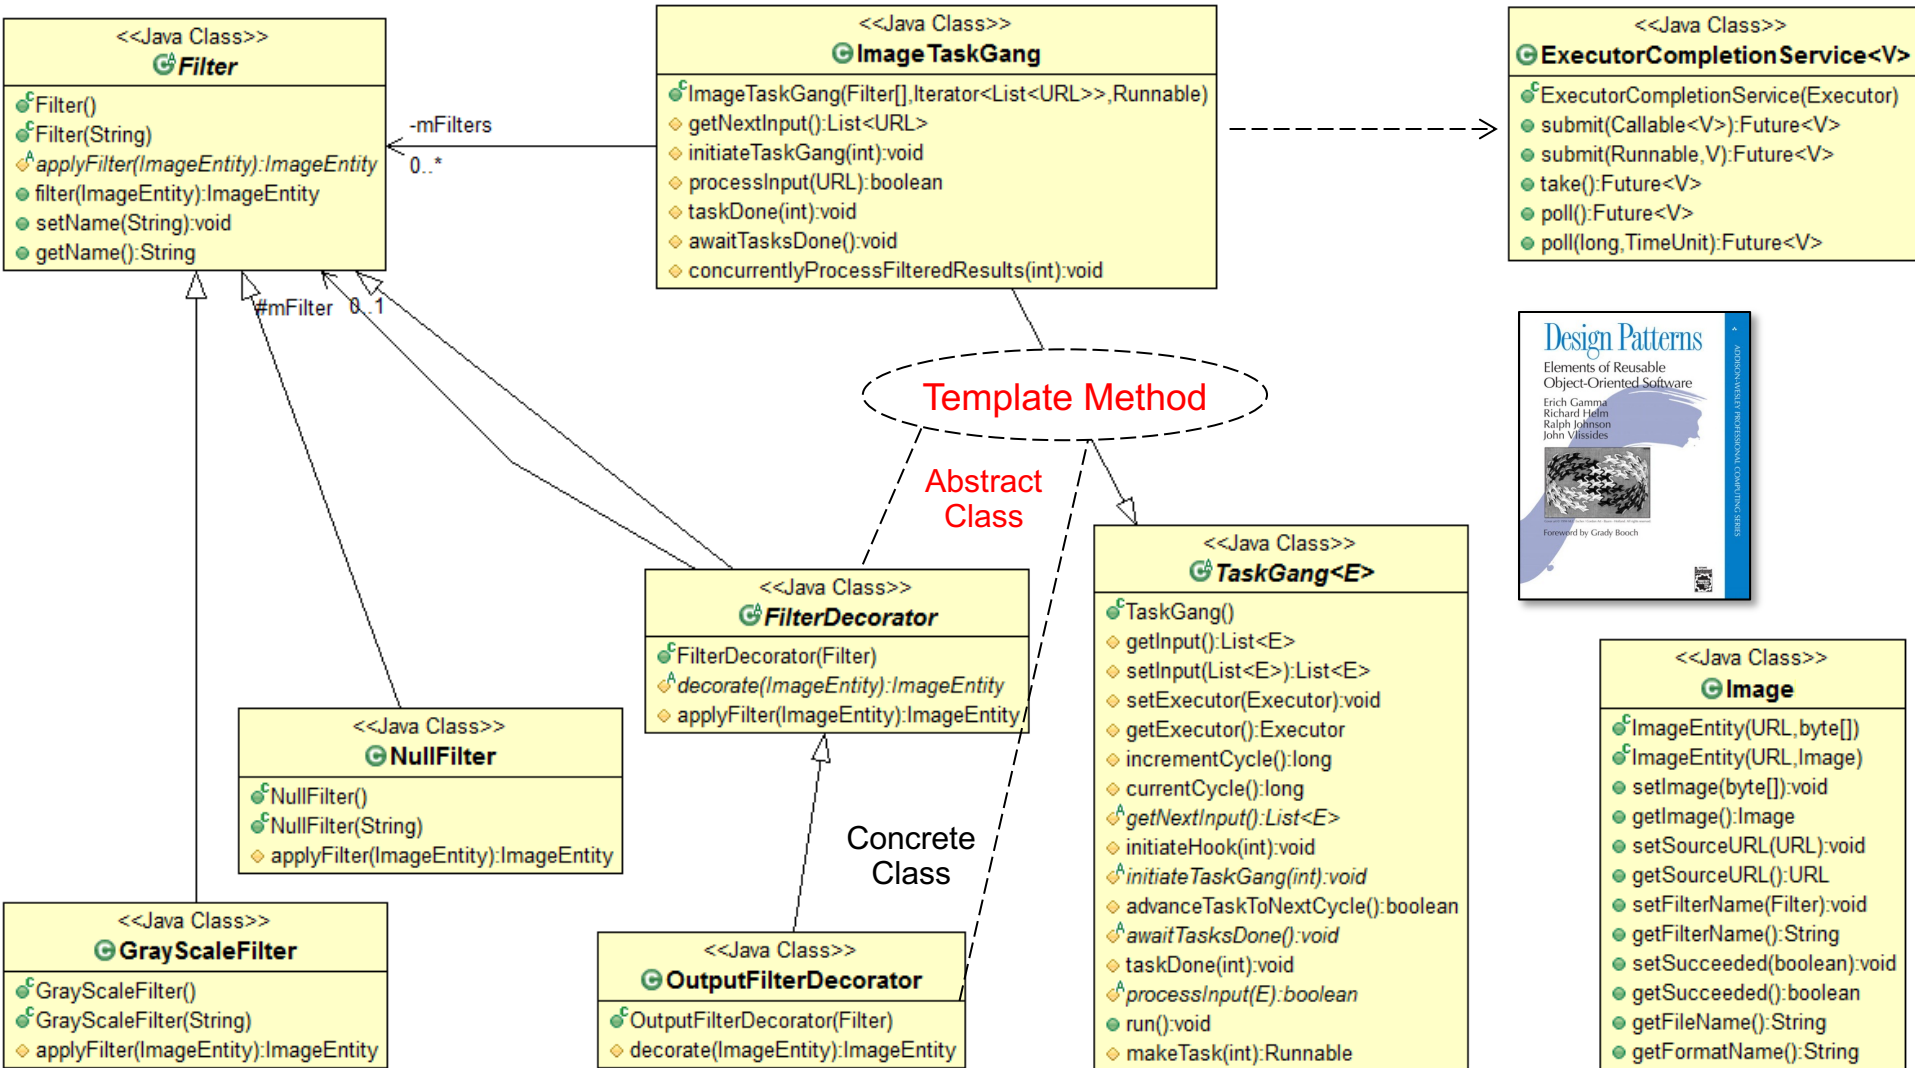 <<Java Class>>
Filter
Filter()
Filter(String)
applyFilter(ImageEntity):ImageEntity
filter(ImageEntity):ImageEntity
setName(String):void
getName():String
-mFilters
0..*
<<Java Class>>
ImageTaskGang
ImageTaskGang(Filter[],Iterator<List<URL>>,Runnable)
getNextInput():List<URL>
initiateTaskGang(int):void
processInput(URL):boolean
taskDone(int):void
awaitTasksDone():void
concurrentlyProcessFilteredResults(int):void
<<Java Class>>
ExecutorCompletionService<V>
ExecutorCompletionService(Executor)
submit(Callable<V>):Future<V>
submit(Runnable,V):Future<V>
take():Future<V>
poll():Future<V>
poll(long,TimeUnit):Future<V>
#mFilter 0..1
Template Method
Abstract
Class
Concrete
Class
Design Patterns
Elements of Reusable
Object-Oriented Software
Erich Gamma
Richard Helm
Ralph Johnson
John Vlissides
Foreword by Grady Booch
ADDISON-WESLEY PROFESSIONAL COMPUTING SERIES
<<Java Class>>
FilterDecorator
FilterDecorator(Filter)
decorate(ImageEntity):ImageEntity
applyFilter(ImageEntity):ImageEntity
<<Java Class>>
TaskGang<E>
TaskGang()
getInput():List<E>
setInput(List<E>):List<E>
setExecutor(Executor):void
getExecutor():Executor
incrementCycle():long
currentCycle():long
getNextInput():List<E>
initiateHook(int):void
initiateTaskGang(int):void
advanceTaskToNextCycle():boolean
awaitTasksDone():void
taskDone(int):void
processInput(E):boolean
run():void
makeTask(int):Runnable
<<Java Class>>
Image
ImageEntity(URL,byte[])
ImageEntity(URL,Image)
setImage(byte[]):void
getImage():Image
setSourceURL(URL):void
getSourceURL():URL
setFilterName(Filter):void
getFilterName():String
setSucceeded(boolean):void
getSucceeded():boolean
getFileName():String
getFormatName():String
<<Java Class>>
NullFilter
NullFilter()
NullFilter(String)
applyFilter(ImageEntity):ImageEntity
<<Java Class>>
GrayScaleFilter
GrayScaleFilter()
GrayScaleFilter(String)
applyFilter(ImageEntity):ImageEntity
<<Java Class>>
OutputFilterDecorator
OutputFilterDecorator(Filter)
decorate(ImageEntity):ImageEntity